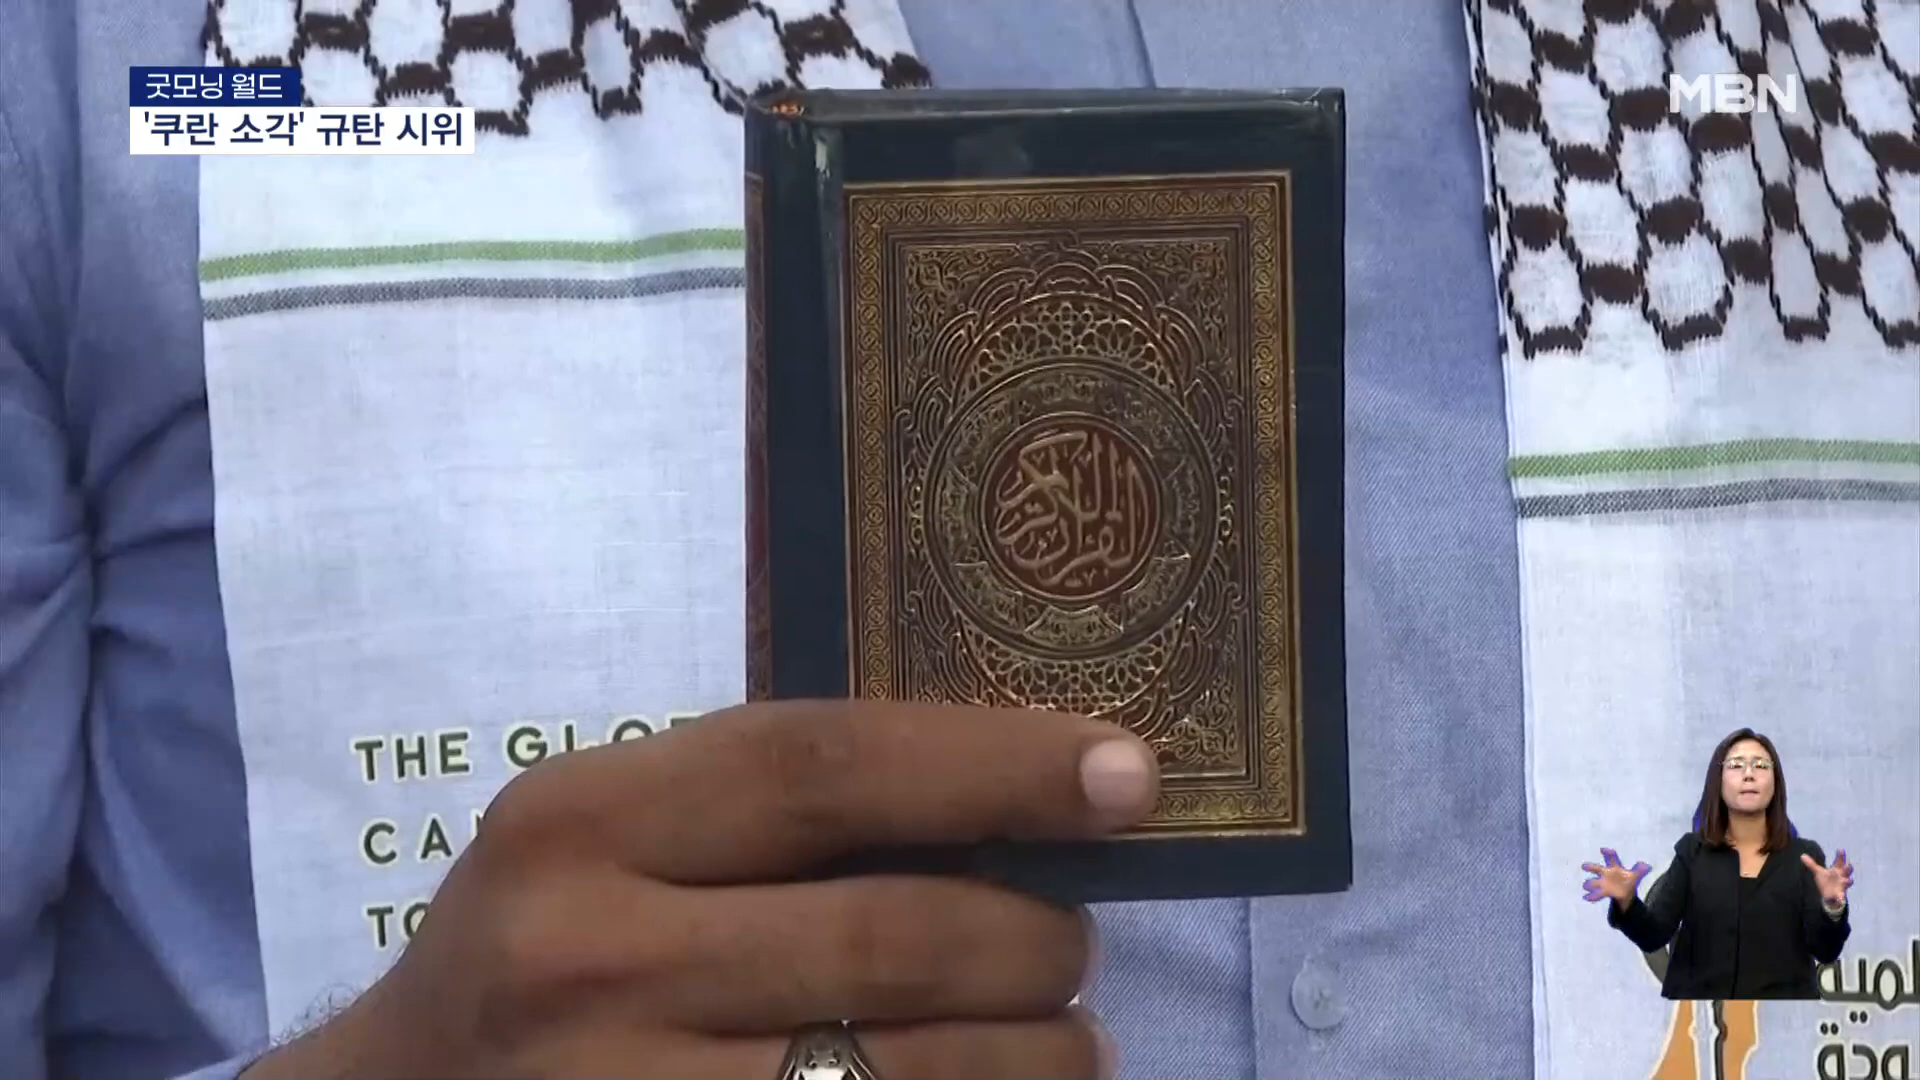 굿모닝 월드
'쿠란 소각' 규탄 시위
MBN
القرآن الكريم
THE
CA
TO